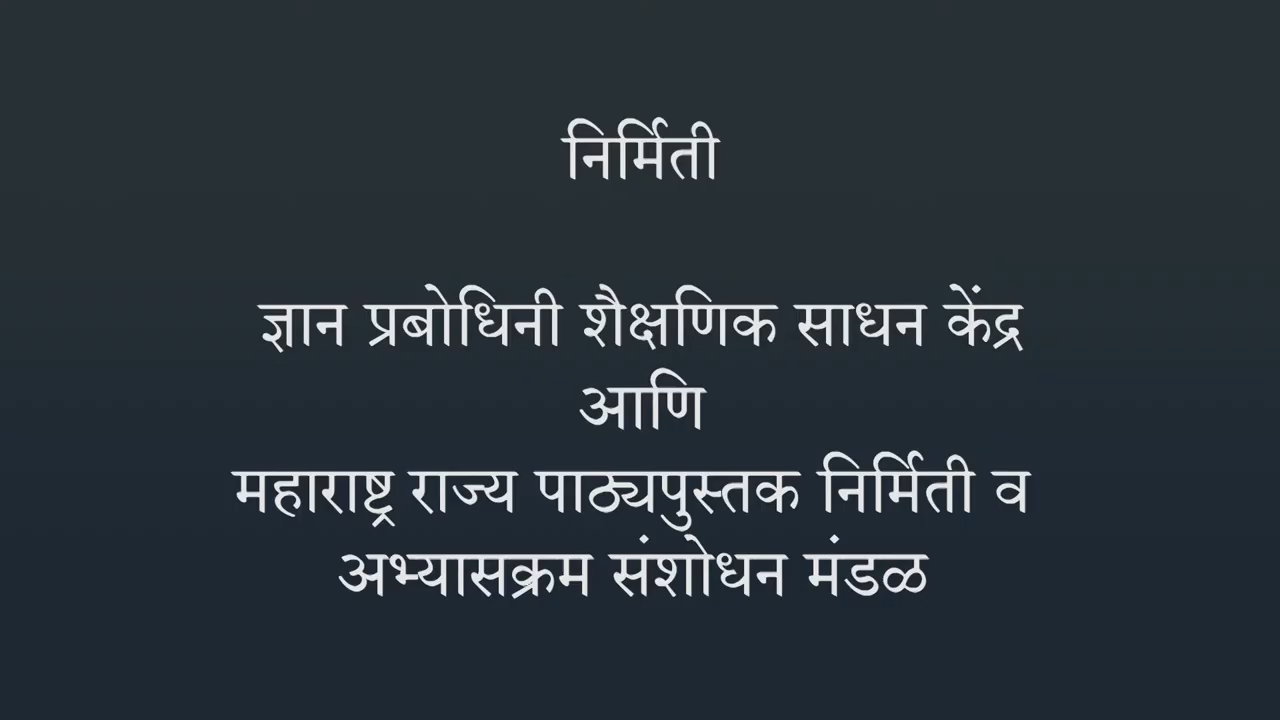 निर्मिती
ज्ञान प्रबोधिनी शैक्षणिक साधन केंद्र
आणि
महाराष्ट्र राज्य पाठ्यपुस्तक निर्मिती व
अभ्यासक्रम संशोधन मंडळ